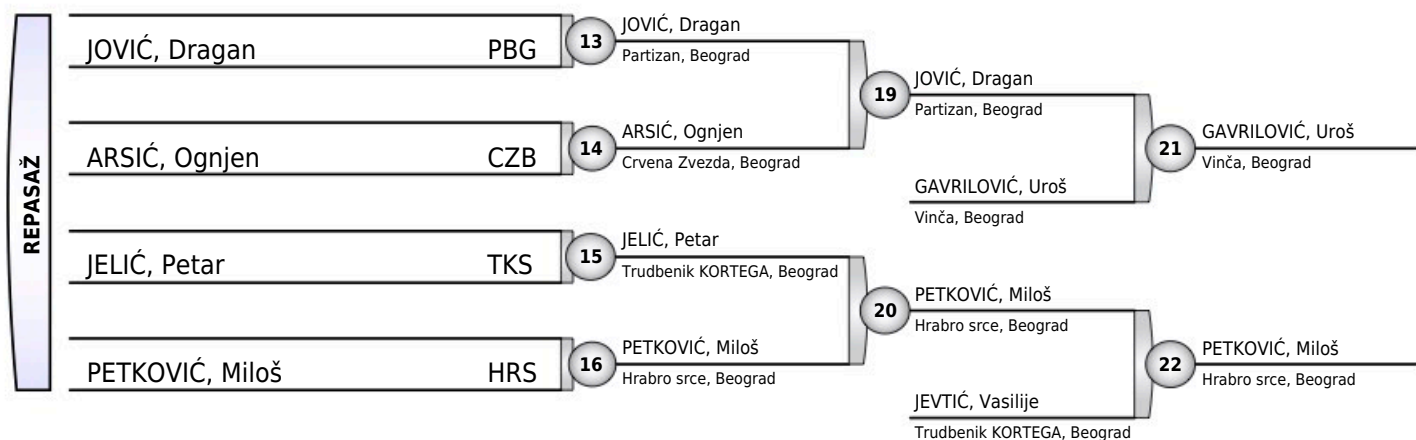 REPASAŽ
JOVIĆ, Dragan PBG
ARSIĆ, Ognjen CZB
JELIĆ, Petar TKS
PETKOVIĆ, Miloš HRS
13
JOVIĆ, Dragan
Partizan, Beograd
14
ARSIĆ, Ognjen
Crvena Zvezda, Beograd
15
JELIĆ, Petar
Trudbenik KORTEGA, Beograd
16
PETKOVIĆ, Miloš
Hrabro srce, Beograd
19
JOVIĆ, Dragan
Partizan, Beograd
GAVRILOVIĆ, Uroš
Vinča, Beograd
20
PETKOVIĆ, Miloš
Hrabro srce, Beograd
JEVTIĆ, Vasilije
Trudbenik KORTEGA, Beograd
21
GAVRILOVIĆ, Uroš
Vinča, Beograd
22
PETKOVIĆ, Miloš
Hrabro srce, Beograd